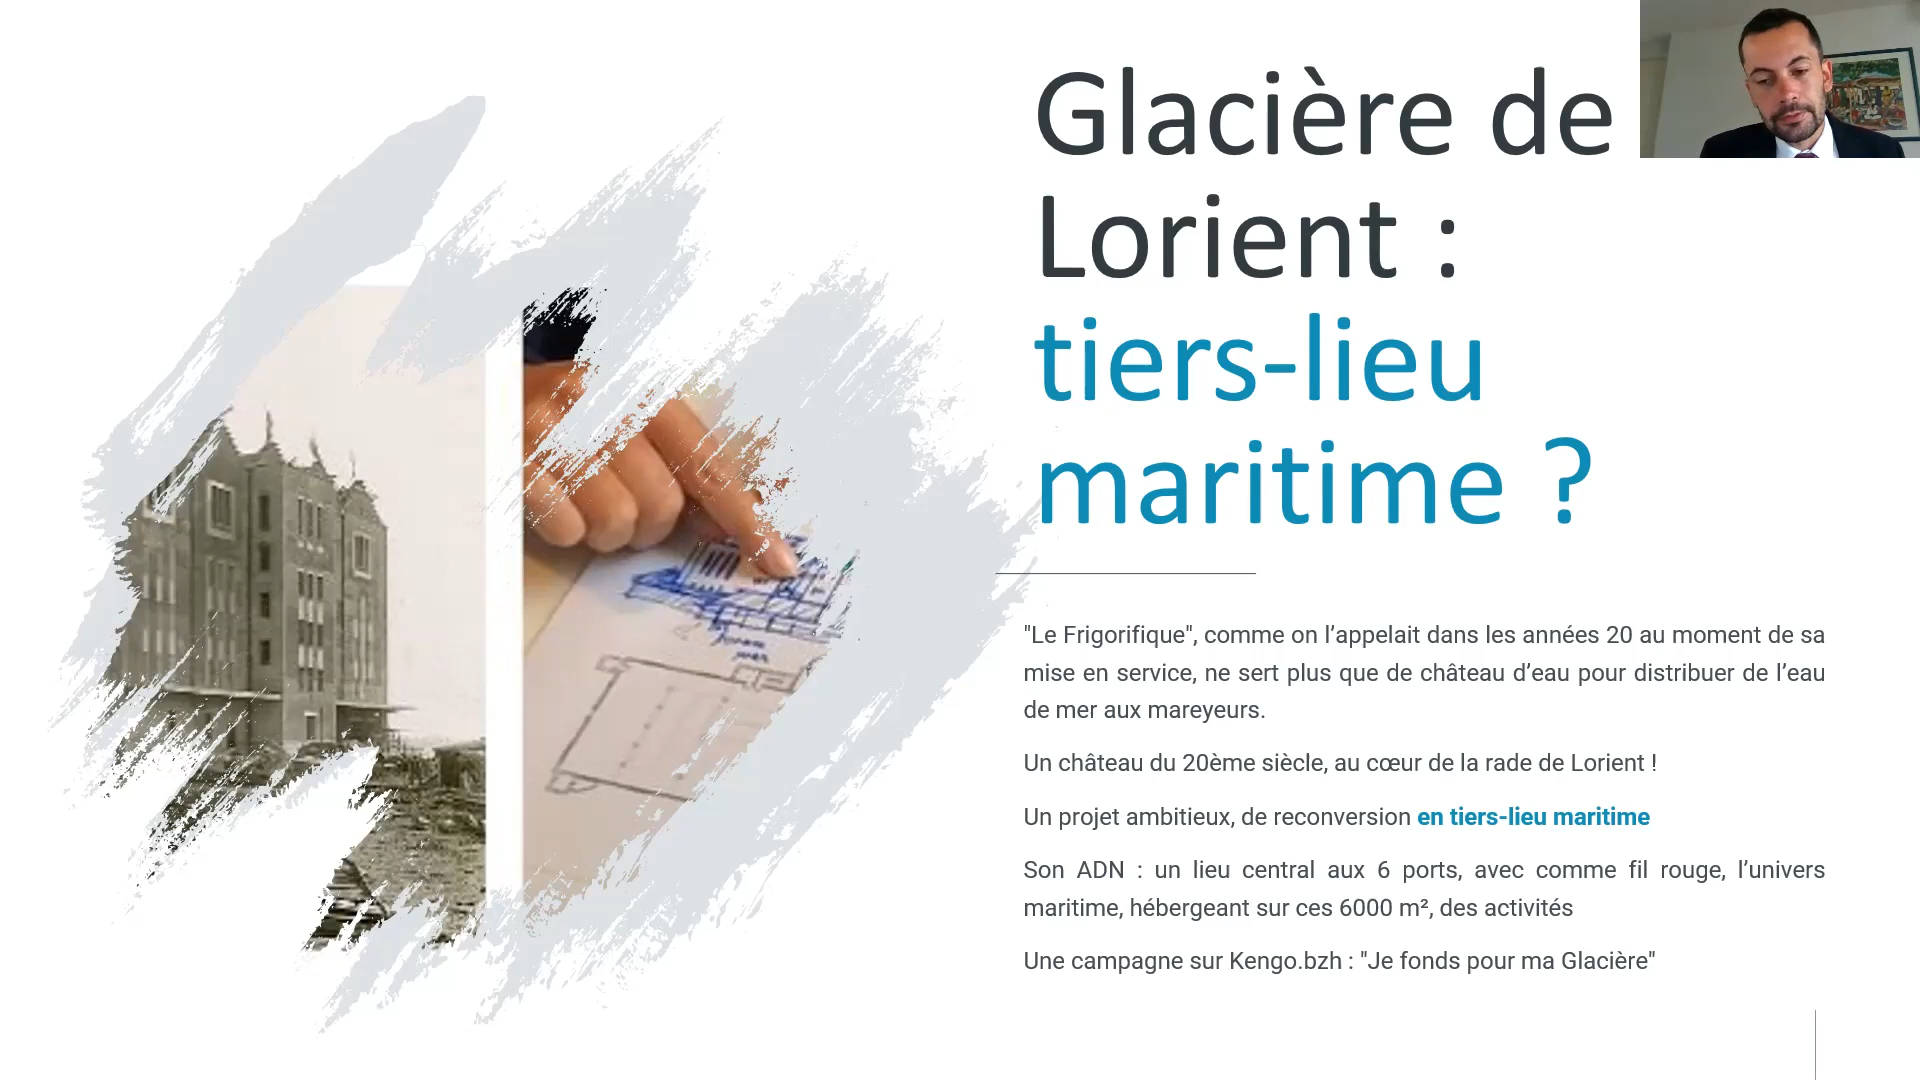 Glacière de
Lorient :
tiers-lieu
maritime ?
"Le Frigorifique", comme on l’appelait dans les années 20 au moment de sa
mise en service, ne sert plus que de château d’eau pour distribuer de l’eau
de mer aux mareyeurs.
Un château du 20ème siècle, au cœur de la rade de Lorient !
Un projet ambitieux, de reconversion en tiers-lieu maritime
Son ADN : un lieu central aux 6 ports, avec comme fil rouge, l’univers
maritime, hébergeant sur ces 6000 m², des activités
Une campagne sur Kengo.bzh : "Je fonds pour ma Glacière"